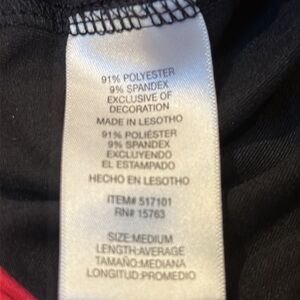 91% POLYESTER
9% SPANDEX
EXCLUSIVE OF
DECORATION
MADE IN LESOTHO
91% POLIÉSTER
9% SPANDEX
EXCLUYENDO
EL ESTAMPADO
HECHO EN LESOTHO
ITEM# 517101
RN# 15763
SIZE:MEDIUM
LENGTH:AVERAGE
TAMAÑO:MEDIANA
LONGITUD:PROMEDIO